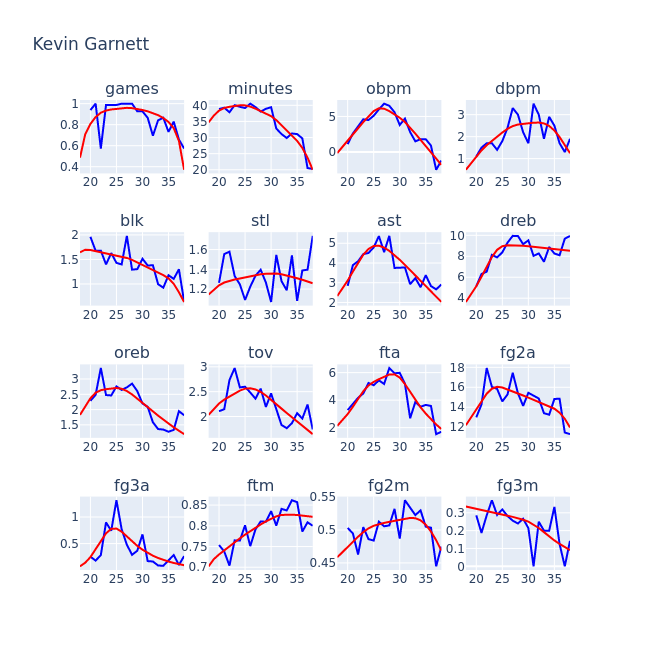 Kevin Garnett
games minutes obpm dbpm
1 0.8 0.6 0.4
40 35 30 25 20
5 0
3 2 1
20 25 30 35 20 25 30 35 20 25 30 35 20 25 30 35
blk stl ast dreb
2 1.5 1
1.6 1.4 1.2
5 4 3 2
10 8 6 4
20 25 30 35 20 25 30 35 20 25 30 35 20 25 30 35
oreb tov fta fg2a
3 2.5 2 1.5
3 2.5 2
6 4 2
18 16 14 12
20 25 30 35 20 25 30 35 20 25 30 35 20 25 30 35
fg3a ftm fg2m fg3m
1 0.5
0.85 0.8 0.75 0.7
0.55 0.5 0.45
0.3 0.2 0.1 0
20 25 30 35 20 25 30 35 20 25 30 35 20 25 30 35